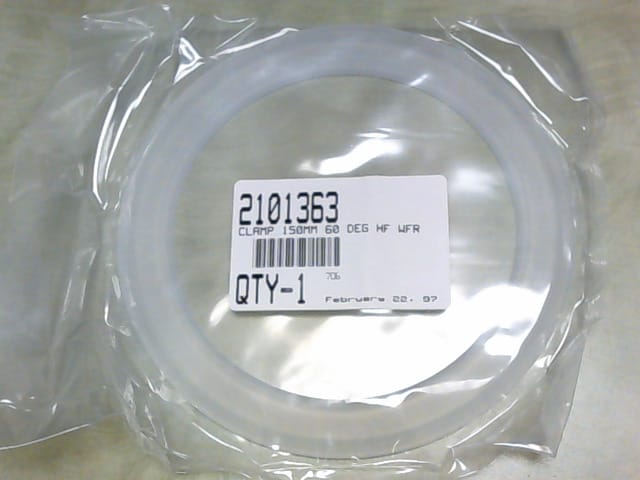 2101363
CLAMP 150MM 60 DEG HF WFR
706
QTY-1
February 22, 97